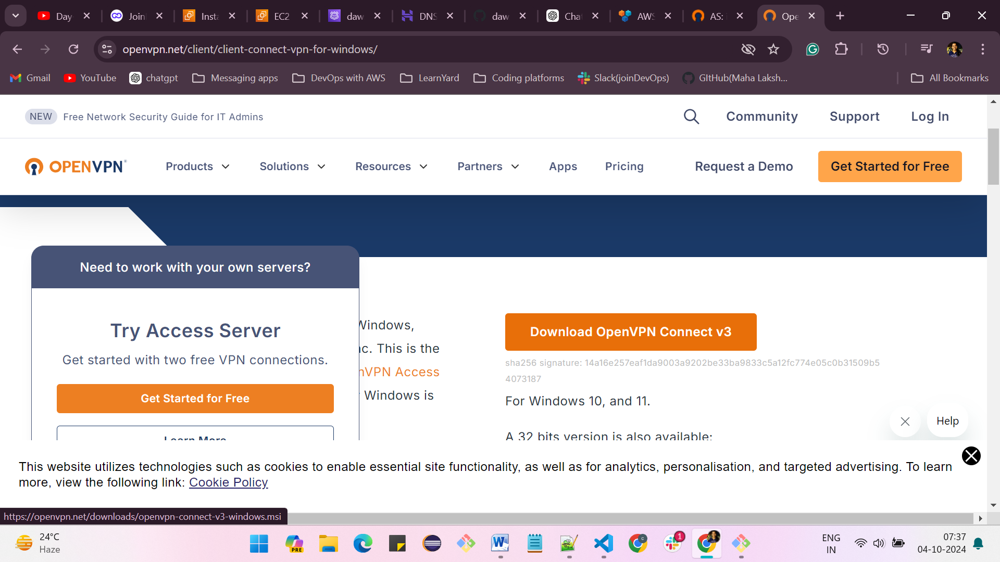 Day
Join
Insta
EC2
daw
DNS
daw
Chat
AWS
AS:
Ope
openvpn.net/client/client-connect-vpn-for-windows/
Gmail
YouTube
chatgpt
Messaging apps
DevOps with AWS
LearnYard
Coding platforms
Slack(joinDevOps)
GItHub(Maha Laksh...
All Bookmarks
NEW Free Network Security Guide for IT Admins
Community
Support
Log In
OPENVPN®
Products
Solutions
Resources
Partners
Apps
Pricing
Request a Demo
Get Started for Free
Need to work with your own servers?
Try Access Server
Get started with two free VPN connections.
Get Started for Free
Learn More
Windows,
nc. This is the
nVPN Access
Windows is
Download OpenVPN Connect v3
sha256 signature: 14a16e257eaf1da9003a9202be33ba9833c5a12fc774e05c0b31509b5
4073187
For Windows 10, and 11.
A 32 bits version is also available:
Help
This website utilizes technologies such as cookies to enable essential site functionality, as well as for analytics, personalisation, and targeted advertising. To learn
more, view the following link: Cookie Policy
https://openvpn.net/downloads/openvpn-connect-v3-windows.msi
24°C
Haze
PRE
1
ENG
IN
07:37
04-10-2024